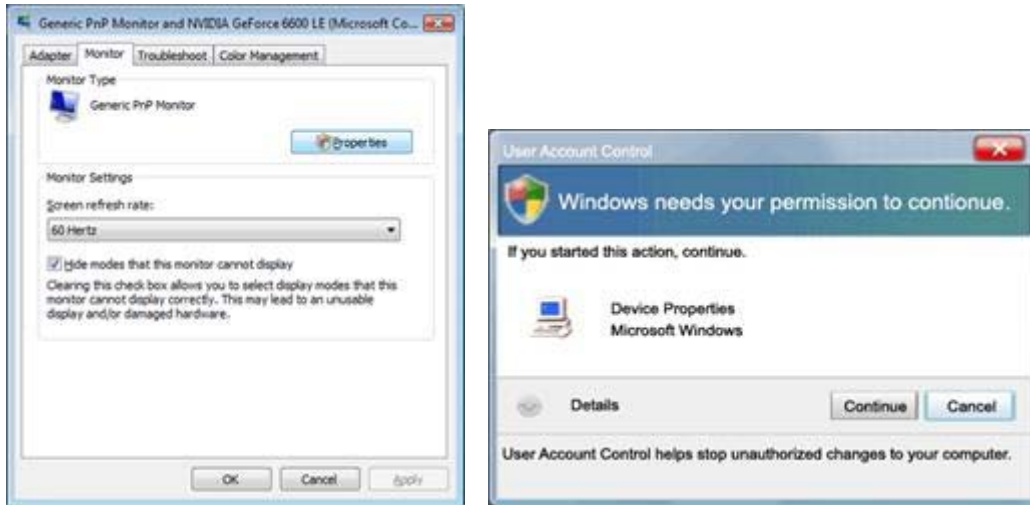 Generic PnP Monitor and NVIDIA GeForce 6600 LE (Microsoft Co...
Adapter Monitor Troubleshoot Color Management
Monitor Type
Generic PnP Monitor
Properties
Monitor Settings
Screen refresh rate:
60 Hertz
Hide modes that this monitor cannot display
Clearing this check box allows you to select display modes that this
monitor cannot display correctly. This may lead to an unusable
display and/or damaged hardware.
OK Cancel Apply
User Account Control
Windows needs your permission to contionue.
If you started this action, continue.
Device Properties
Microsoft Windows
Details Continue Cancel
User Account Control helps stop unauthorized changes to your computer.